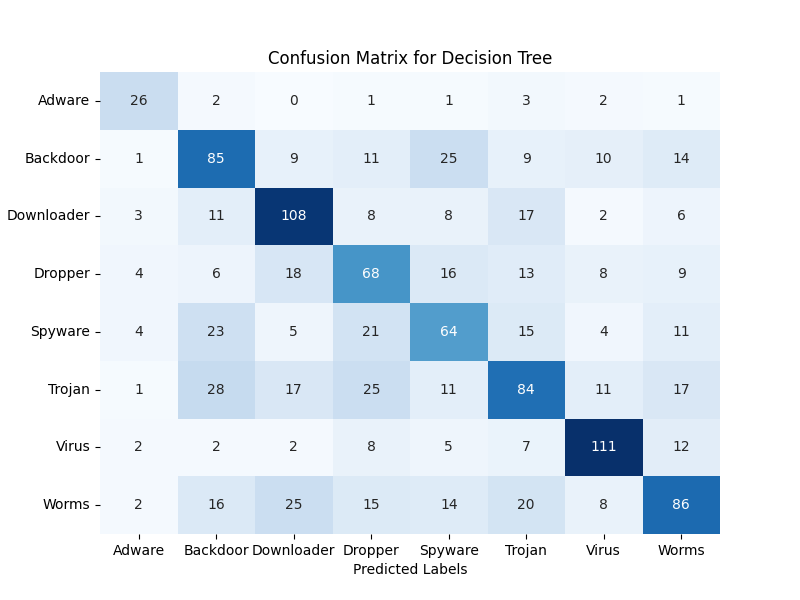 Confusion Matrix for Decision Tree
Adware 26 2 0 1 1 3 2 1
Backdoor 1 85 9 11 25 9 10 14
Downloader 3 11 108 8 8 17 2 6
Dropper 4 6 18 68 16 13 8 9
Spyware 4 23 5 21 64 15 4 11
Trojan 1 28 17 25 11 84 11 17
Virus 2 2 2 8 5 7 111 12
Worms 2 16 25 15 14 20 8 86
Adware Backdoor Downloader Dropper Spyware Trojan Virus Worms
Predicted Labels